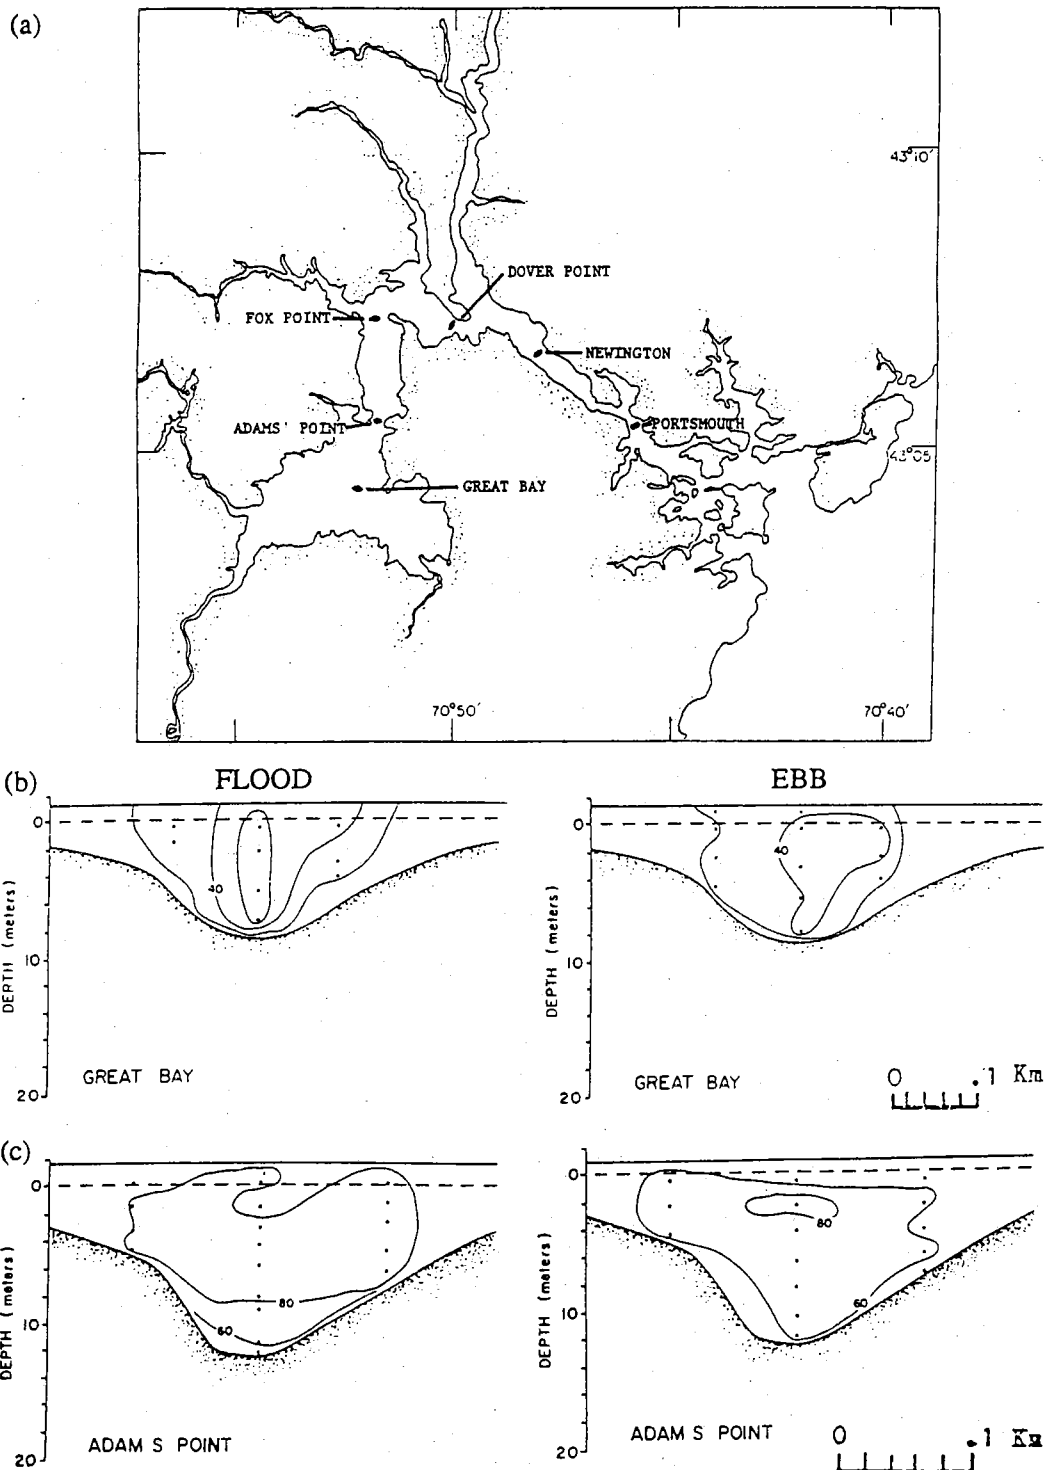 (a)
43°10'
DOVER POINT
FOX POINT
NEWINGTON
ADAMS' POINT
PORTSMOUTH
43°05'
GREAT BAY
70°50'
70°40'
(b)
FLOOD
EBB
0
40
10
20
DEPTH (meters)
GREAT BAY
0
40
10
20
DEPTH (meters)
GREAT BAY
0 .1 Km
(c)
0
80
60
10
20
DEPTH (meters)
ADAM S POINT
0
80
60
10
20
DEPTH (meters)
ADAM S POINT
0 .1 Km